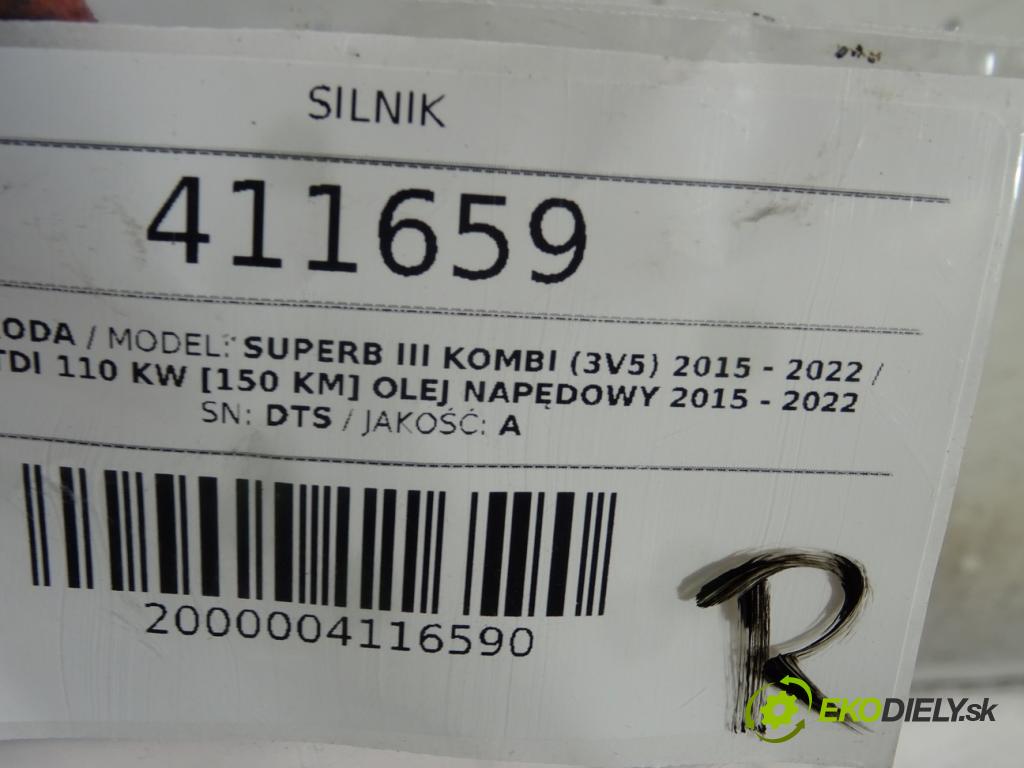 SILNIK
411659
KODA / MODEL: SUPERB III KOMBI (3V5) 2015 - 2022 /
TDI 110 KW [150 KM] OLEJ NAPĘDOWY 2015 - 2022
SN: DTS / JAKOŚĆ: A
2000004116590
R
EKODIELY.sk